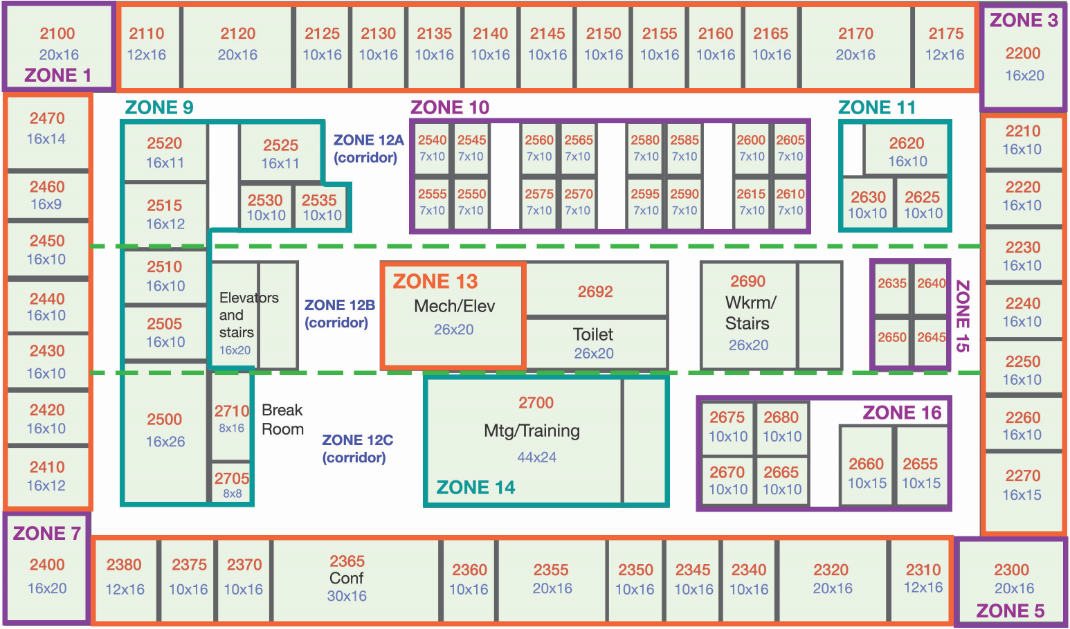 2100
20x16
ZONE 1
2110
12x16
2120
20x16
2125
10x16
2130
10x16
2135
10x16
2140
10x16
2145
10x16
2150
10x16
2155
10x16
2160
10x16
2165
10x16
2170
20x16
2175
12x16
ZONE 3
2200
16x20
2470
16x14
2460
16x9
2450
16x10
2440
16x10
2430
16x10
2420
16x10
2410
16x12
ZONE 9
2520
16x11
2525
16x11
2515
16x12
2530
10x10
2535
10x10
2510
16x10
2505
16x10
2500
16x26
2710
8x16
2705
8x8
Elevators
and
stairs
16x20
Break
Room
ZONE 12A
(corridor)
ZONE 12B
(corridor)
ZONE 12C
(corridor)
ZONE 10
2540
7x10
2545
7x10
2560
7x10
2565
7x10
2580
7x10
2585
7x10
2600
7x10
2605
7x10
2555
7x10
2550
7x10
2575
7x10
2570
7x10
2595
7x10
2590
7x10
2615
7x10
2610
7x10
ZONE 11
2620
16x10
2630
10x10
2625
10x10
ZONE 13
Mech/Elev
26x20
2692
Toilet
26x20
2690
Wkrm/
Stairs
26x20
2635
2640
2650
2645
ZONE 15
2700
Mtg/Training
44x24
ZONE 14
ZONE 16
2675
10x10
2680
10x10
2670
10x10
2665
10x10
2660
10x15
2655
10x15
2210
16x10
2220
16x10
2230
16x10
2240
16x10
2250
16x10
2260
16x10
2270
16x15
ZONE 7
2400
16x20
2380
12x16
2375
10x16
2370
10x16
2365
Conf
30x16
2360
10x16
2355
20x16
2350
10x16
2345
10x16
2340
10x16
2320
20x16
2310
12x16
2300
20x16
ZONE 5